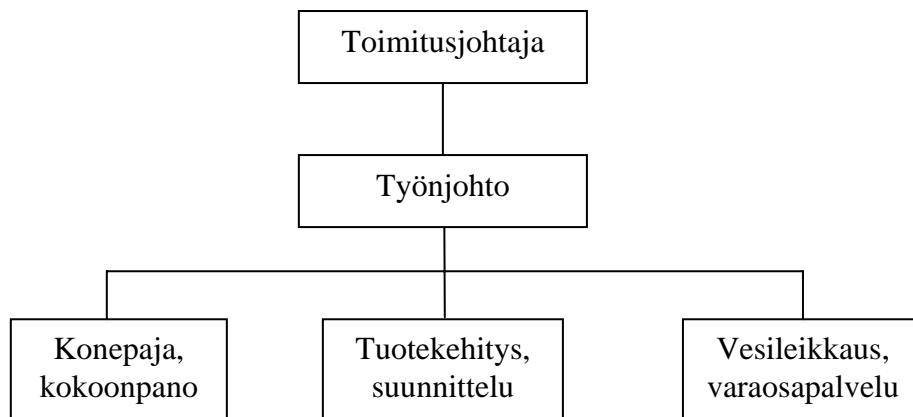 Toimitusjohtaja
Työnjohto
Konepaja,
kokoonpano
Tuotekehitys,
suunnittelu
Vesileikkaus,
varaosapalvelu